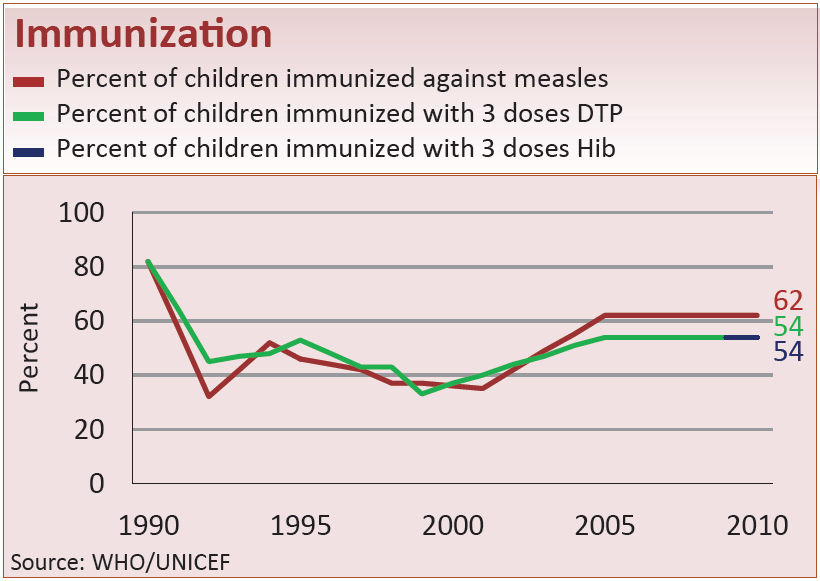 Immunization
Percent of children immunized against measles
Percent of children immunized with 3 doses DTP
Percent of children immunized with 3 doses Hib
Percent
100
80
60
40
20
0
62
54
54
1990 1995 2000 2005 2010
Source: WHO/UNICEF